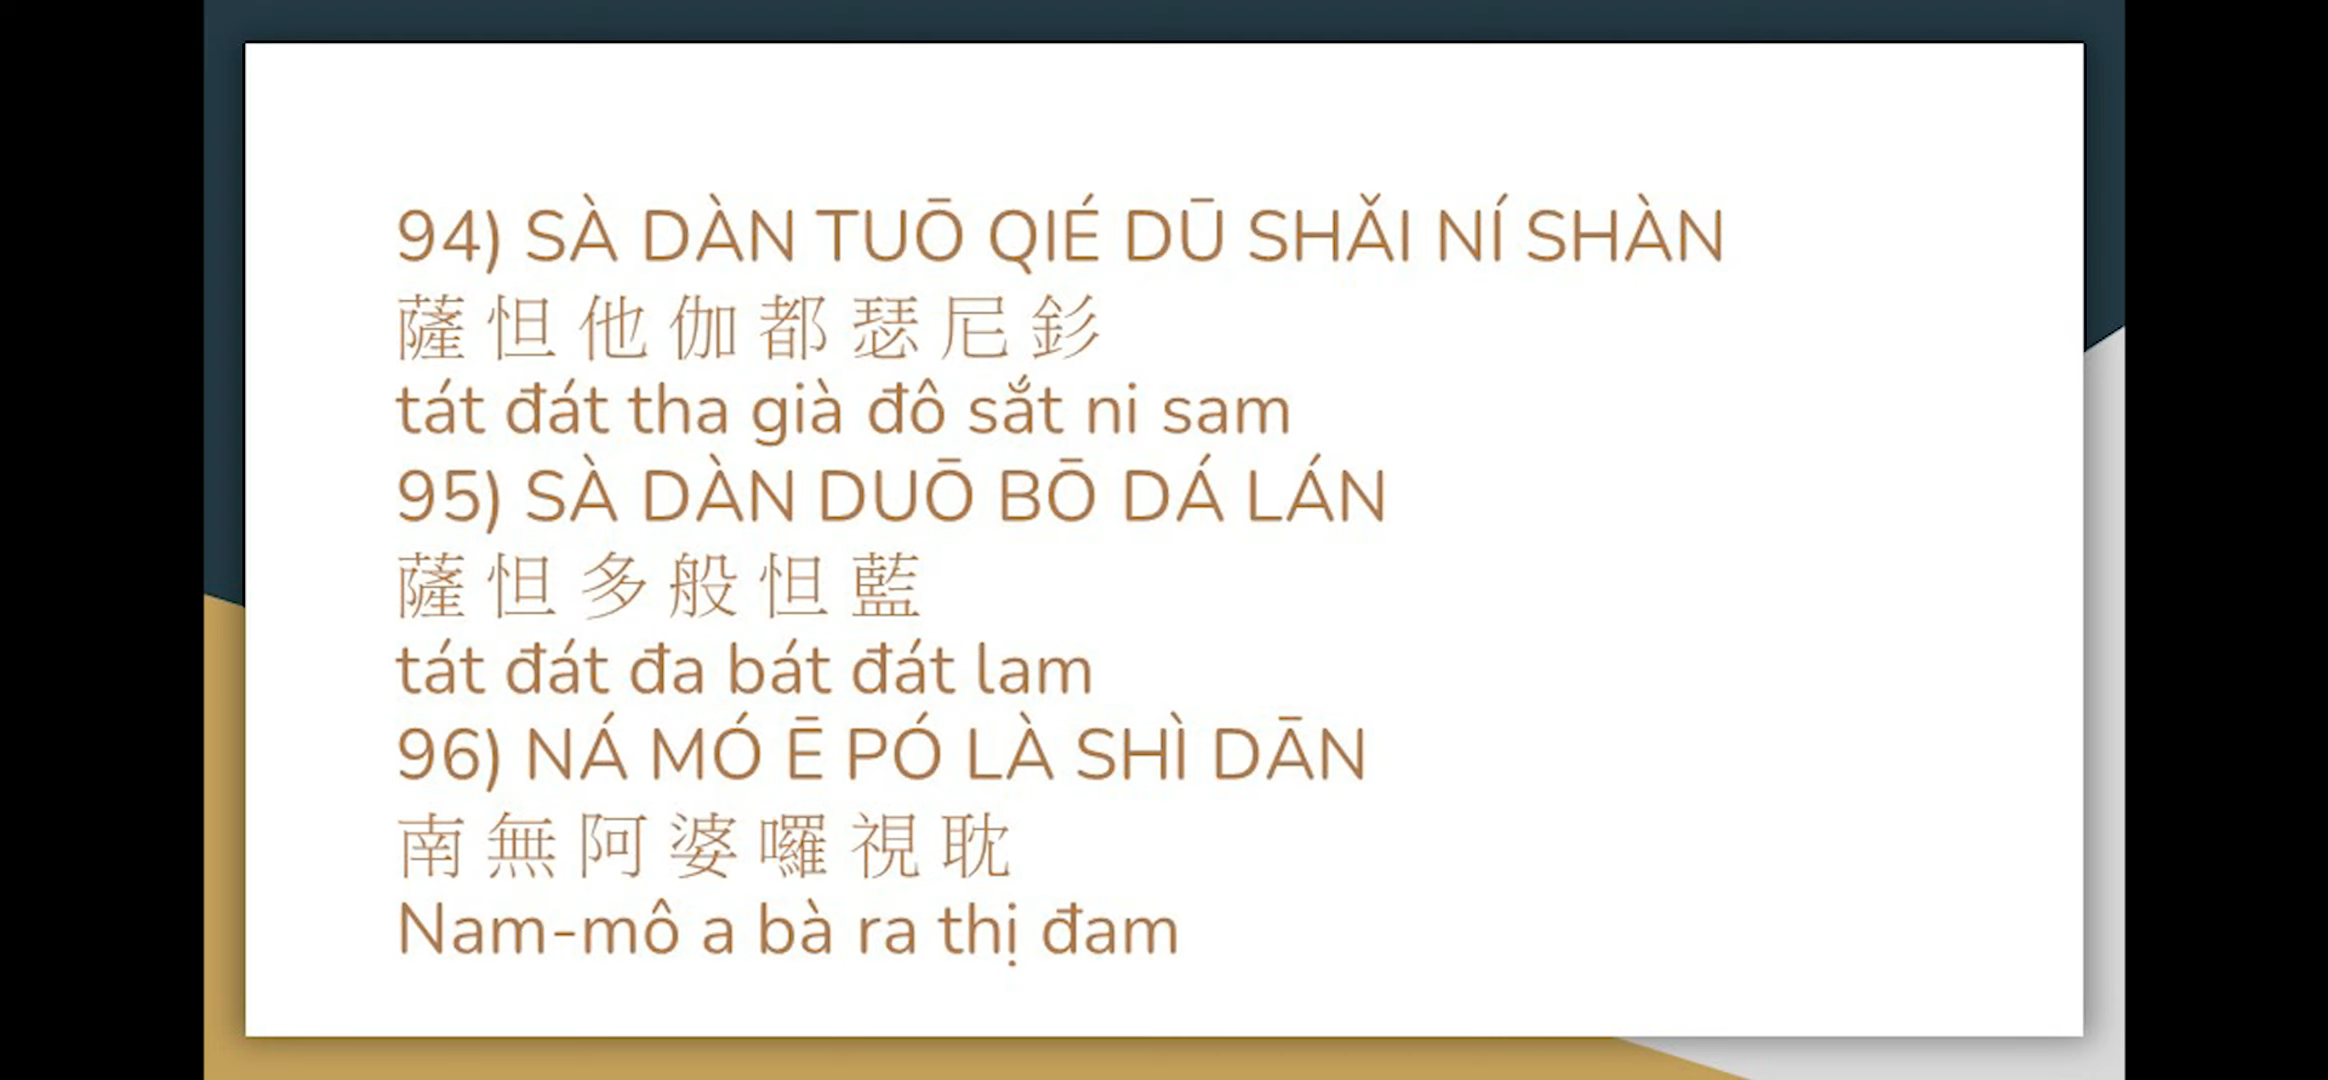 94) SÀ DÀN TUŌ QIÉ DŪ SHǍI NÍ SHÀN
薩 怛 他 伽 都 瑟 尼 釤
tát đát tha già đô sắt ni sam
95) SÀ DÀN DUŌ BŌ DÁ LÁN
薩 怛 多 般 怛 藍
tát đát đa bát đát lam
96) NÁ MÓ Ē PÓ LÀ SHÌ DĀN
南 無 阿 婆 囉 視 耽
Nam-mô a bà ra thị đam